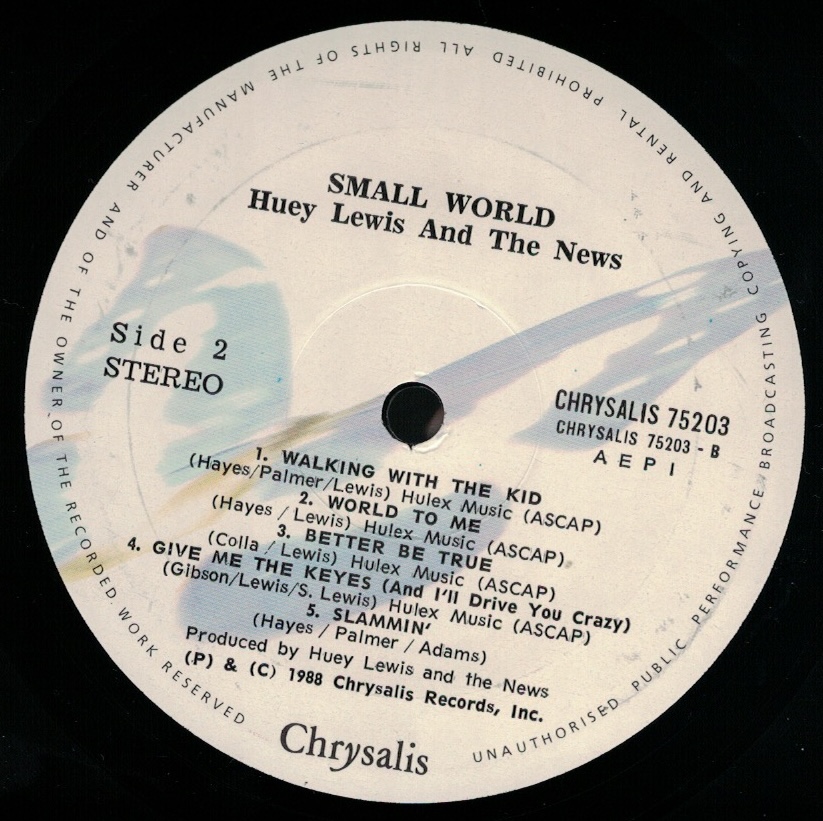 SMALL WORLD
Huey Lewis And The News
Side 2
STEREO
CHRYSALIS 75203
CHRYSALIS 75203 - B
A E P I
1. WALKING WITH THE KID
(Hayes/Palmer/Lewis) Hulex Music (ASCAP)
2. WORLD TO ME
(Hayes / Lewis) Hulex Music (ASCAP)
3. BETTER BE TRUE
(Colla / Lewis) Hulex Music (ASCAP)
4. GIVE ME THE KEYES (And I'll Drive You Crazy)
(Gibson/Lewis/S. Lewis) Hulex Music (ASCAP)
5. SLAMMIN'
(Hayes / Palmer / Adams)
Produced by Huey Lewis and the News
(P) & (C) 1988 Chrysalis Records, Inc.
Chrysalis
ALL RIGHTS OF THE MANUFACTURER AND OF THE OWNER OF THE RECORDED WORK RESERVED
UNAUTHORISED PUBLIC PERFORMANCE BROADCASTING COPYING AND RENTAL PROHIBITED